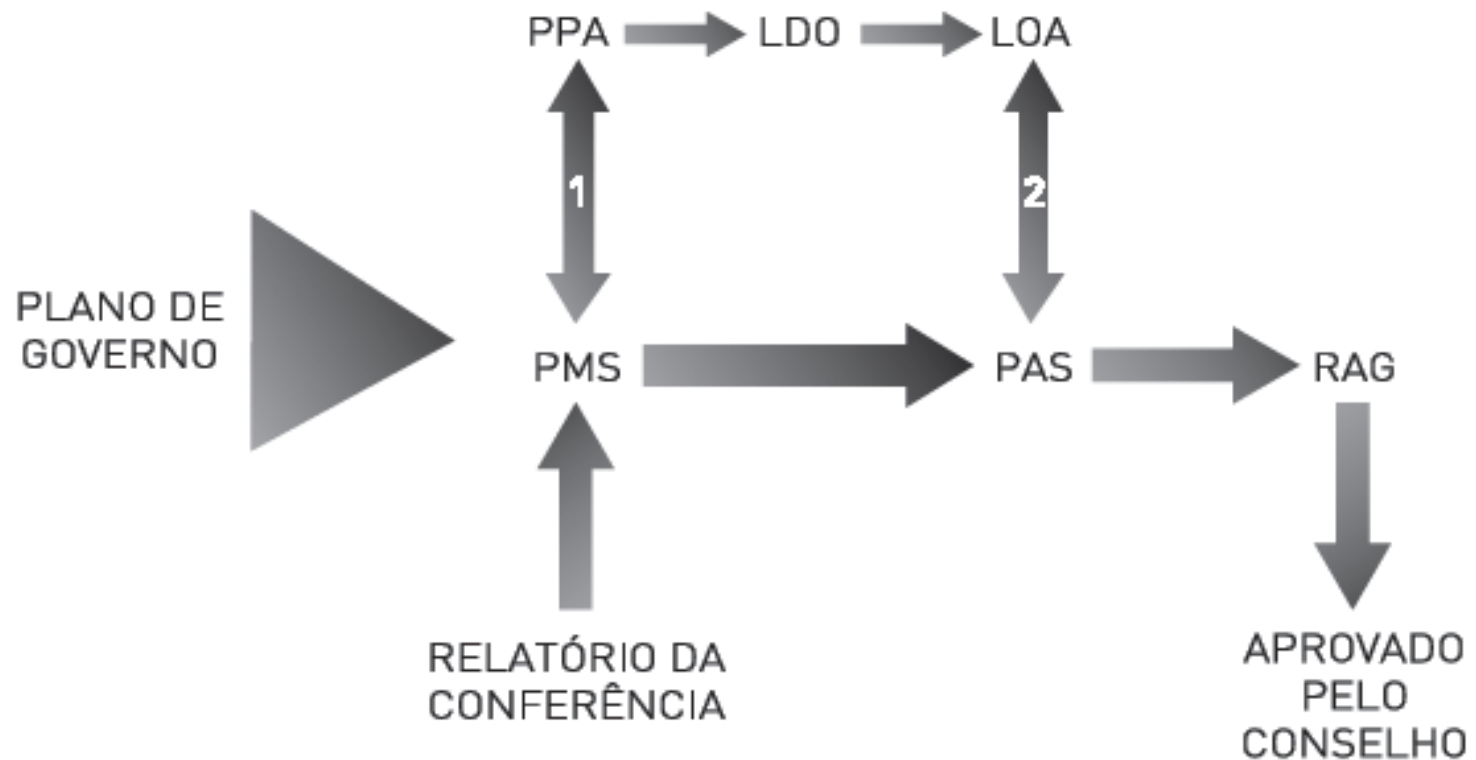 PPA
LDO
LOA
1
2
PLANO DE
GOVERNO
PMS
PAS
RAG
RELATÓRIO DA
CONFERÊNCIA
APROVADO
PELO
CONSELHO